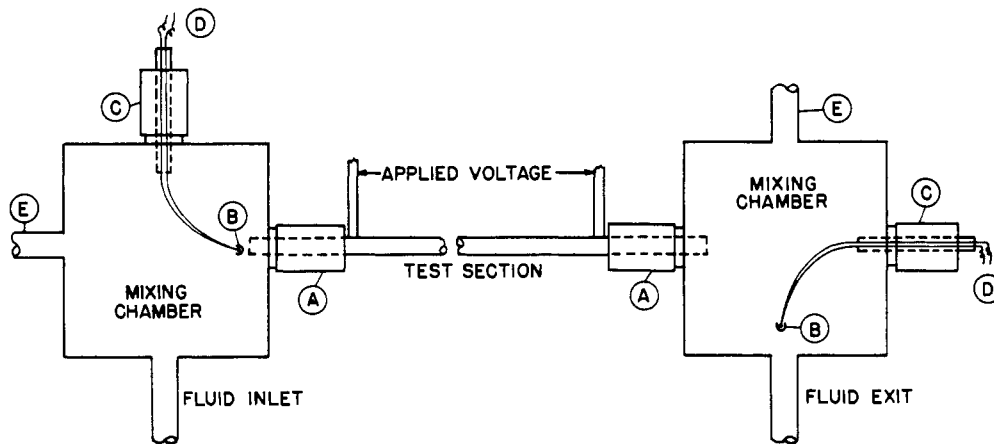 D
C
E
E
B
APPLIED VOLTAGE
MIXING
CHAMBER
C
MIXING
CHAMBER
A
TEST SECTION
A
B
D
FLUID INLET
FLUID EXIT